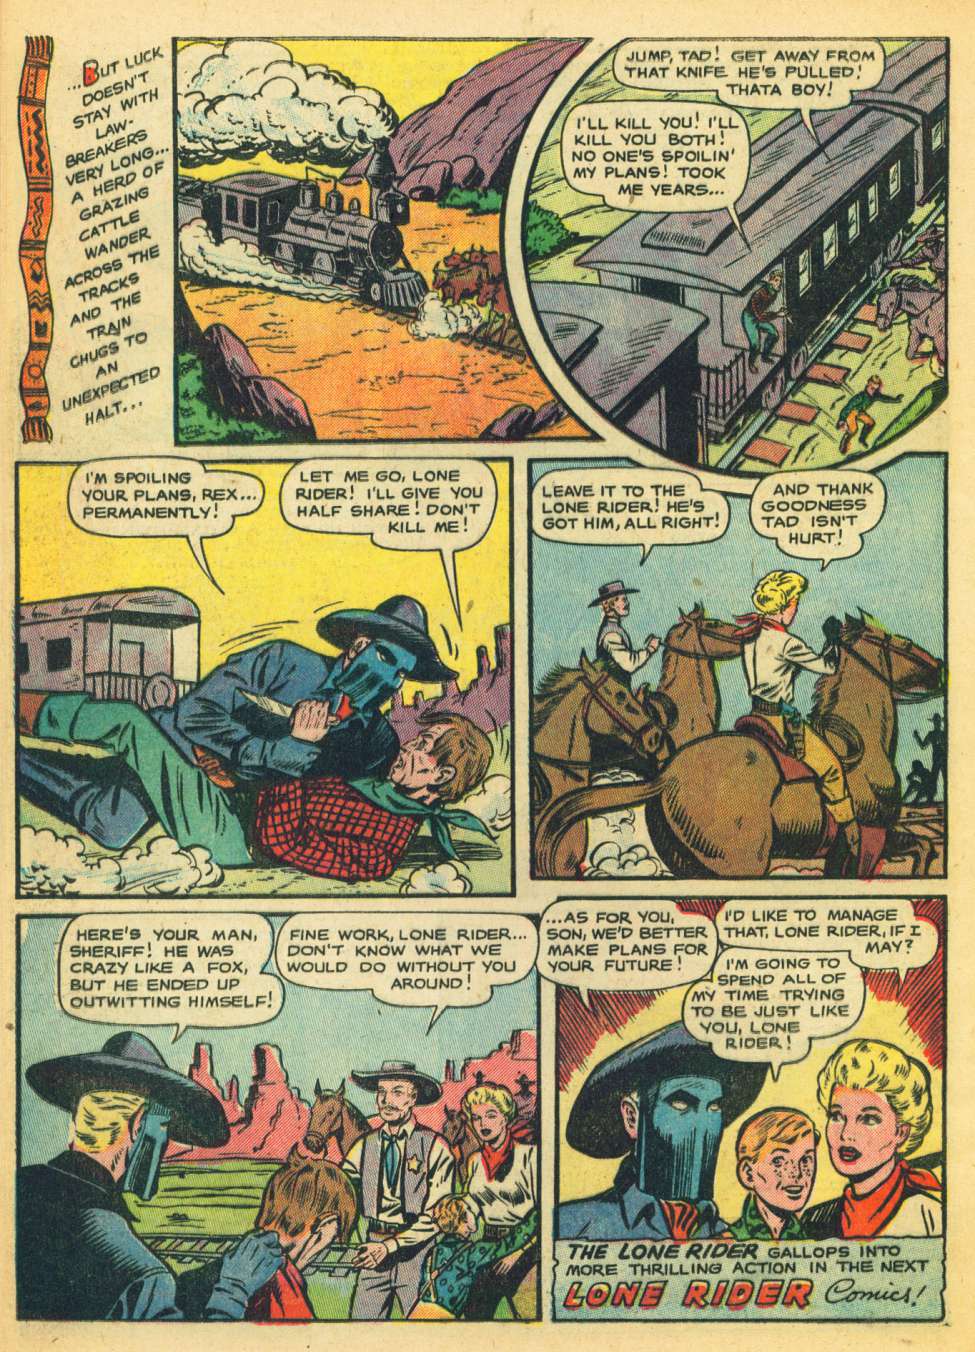 ...BUT LUCK
DOESN'T
STAY WITH
LAW-
BREAKERS
VERY LONG...
A HERD OF
GRAZING
CATTLE
WANDER
ACROSS THE
TRACKS
AND THE
TRAIN
CHUGS TO
AN
UNEXPECTED
HALT...
JUMP, TAD! GET AWAY FROM
THAT KNIFE HE'S PULLED!
THATA BOY!
I'LL KILL YOU! I'LL
KILL YOU BOTH!
NO ONE'S SPOILIN'
MY PLANS! TOOK
ME YEARS...
I'M SPOILING
YOUR PLANS, REX...
PERMANENTLY!
LET ME GO, LONE
RIDER! I'LL GIVE YOU
HALF SHARE! DON'T
KILL ME!
LEAVE IT TO THE
LONE RIDER! HE'S
GOT HIM, ALL RIGHT!
AND THANK
GOODNESS
TAD ISN'T
HURT!
HERE'S YOUR MAN,
SHERIFF! HE WAS
CRAZY LIKE A FOX,
BUT HE ENDED UP
OUTWITTING HIMSELF!
FINE WORK, LONE RIDER...
DON'T KNOW WHAT WE
WOULD DO WITHOUT YOU
AROUND!
...AS FOR YOU,
SON, WE'D BETTER
MAKE PLANS FOR
YOUR FUTURE!
I'D LIKE TO MANAGE
THAT, LONE RIDER, IF I
MAY?
I'M GOING TO
SPEND ALL OF
MY TIME TRYING
TO BE JUST LIKE
YOU, LONE
RIDER!
THE LONE RIDER GALLOPS INTO
MORE THRILLING ACTION IN THE NEXT
LONE RIDER Comics!